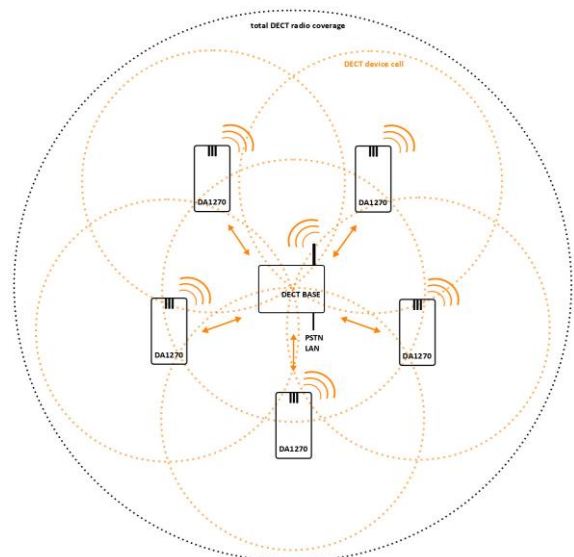 total DECT radio coverage
DECT device cell
DA1270
DA1270
DECT BASE
PSTN
LAN
DA1270
DA1270
DA1270